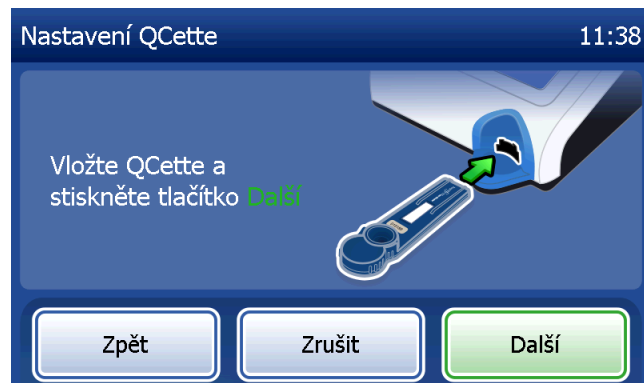 Nastavení QCette
11:38
Vložte QCette a
stiskněte tlačítko Další
Zpět
Zrušit
Další